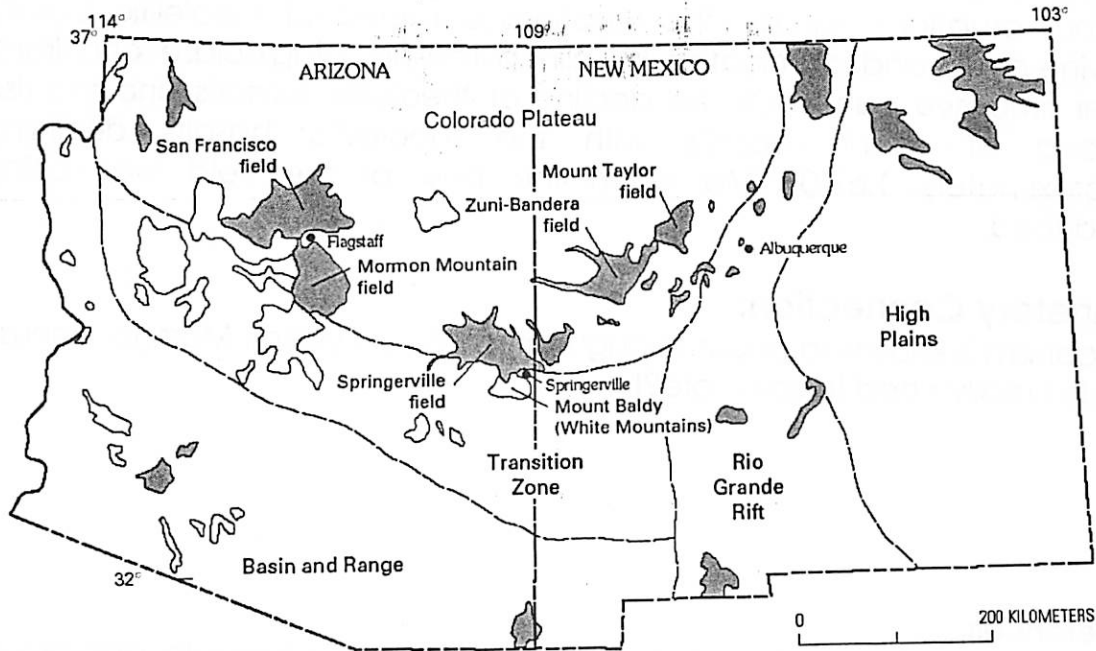 114°
37°
109°
103°
ARIZONA
NEW MEXICO
Colorado Plateau
San Francisco
field
Mount Taylor
field
Zuni-Bandera
field
Flagstaff
Albuquerque
Mormon Mountain
field
High
Plains
Springerville
field
Springerville
Mount Baldy
(White Mountains)
Transition
Zone
Rio
Grande
Rift
Basin and Range
32°
0
200 KILOMETERS